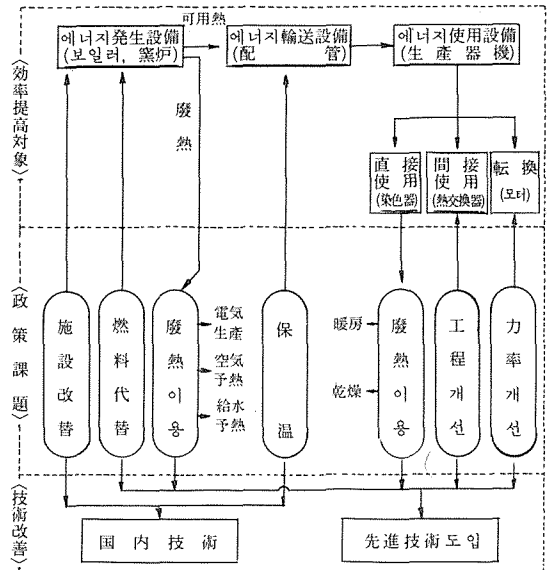 可用熱
에너지発生設備
(보일러, 窯炉)
에너지輸送設備
(配 管)
에너지使用設備
(生產器機)
〈効率提高対象〉
廢熱
直接
使用
(染色器)
間接
使用
(熱交換器)
転換
(모터)
〈政策課題〉
施設改替
燃料代替
廢熱이용
電気
生產
空気
予熱
給水
予熱
保温
暖房
乾燥
廢熱이용
工程개선
力率개선
〈技術改善〉
国内技術
先進技術도입